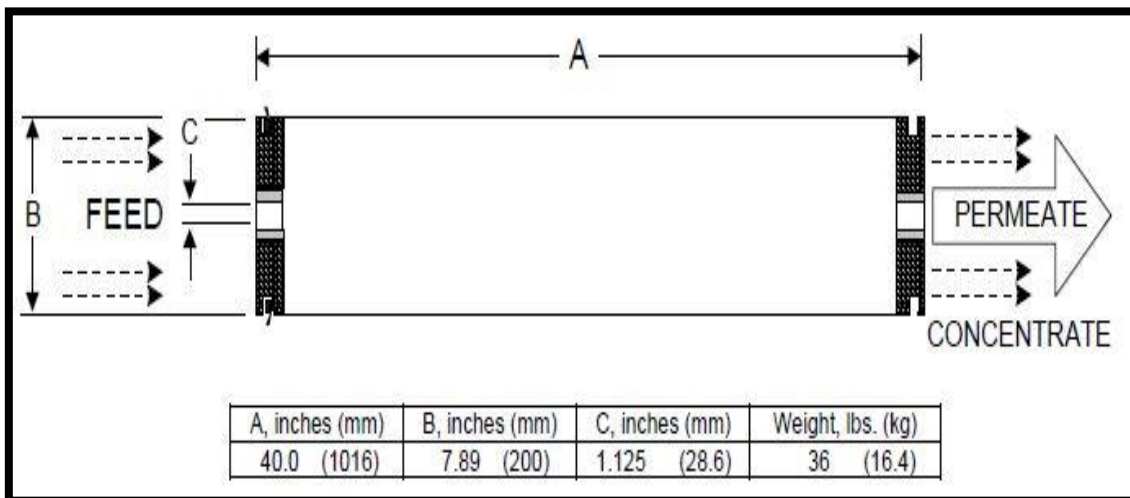 A
C
B
FEED
PERMEATE
CONCENTRATE
A, inches (mm) B, inches (mm) C, inches (mm) Weight, lbs. (kg)
40.0 (1016) 7.89 (200) 1.125 (28.6) 36 (16.4)